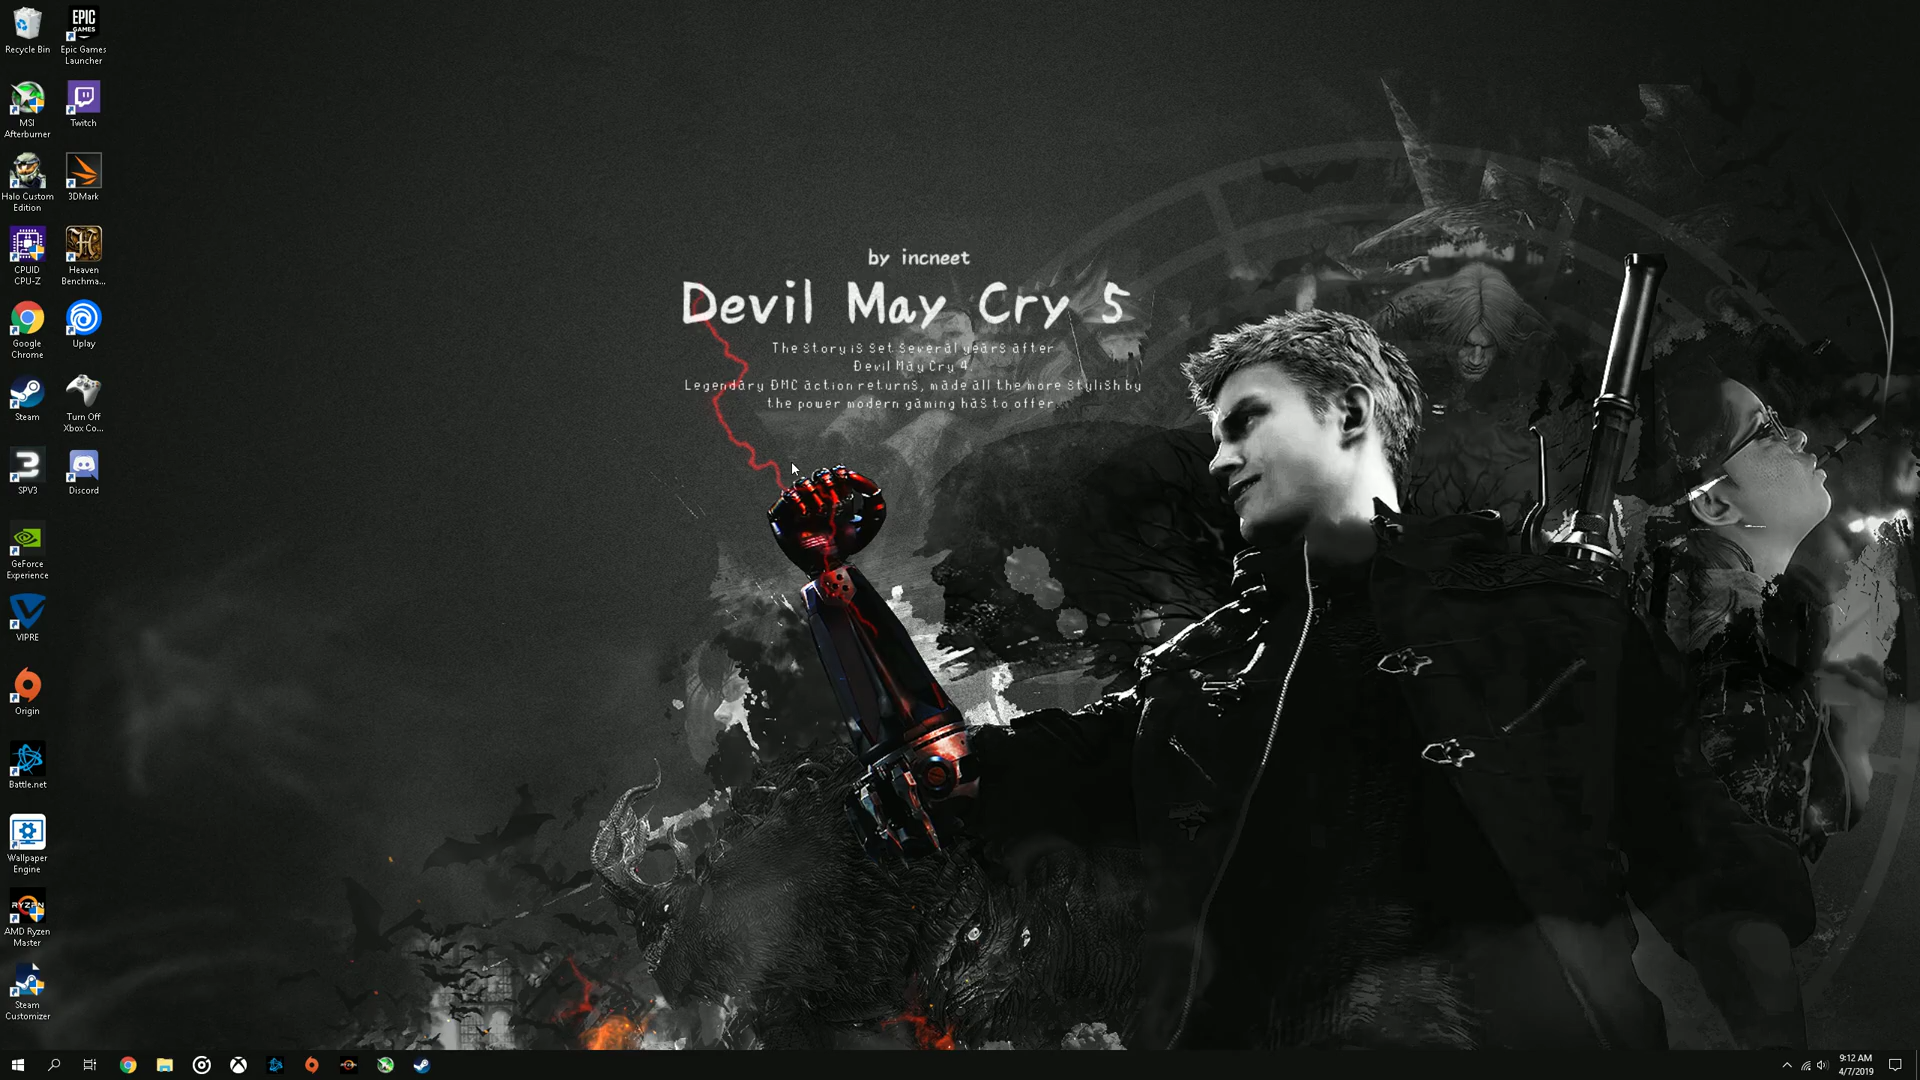 Recycle Bin
EPIC
GAMES
Epic Games
Launcher
MSI
Afterburner
Twitch
Halo Custom
Edition
3DMark
CPUID
CPU-Z
Heaven
Benchma...
Google
Chrome
Uplay
Steam
Turn Off
Xbox Co...
SPV3
Discord
GeForce
Experience
VIPRE
Origin
Battle.net
Wallpaper
Engine
RYZEN
AMD Ryzen
Master
Steam
Customizer
by incneet
Devil May Cry 5
The story is set several years after
Devil May Cry 4.
Legendary DMC action returns, made all the more stylish by
the power modern gaming has to offer
9:12 AM
4/7/2019